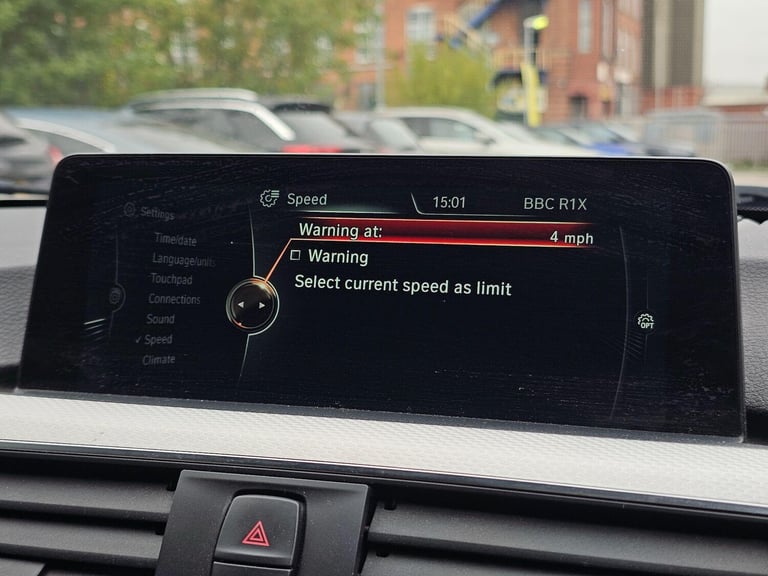 Speed
15:01
BBC R1X
Settings
Time/date
Language/units
Touchpad
Connections
Sound
✓ Speed
Climate
Warning at:
4 mph
Warning
Select current speed as limit
OPT